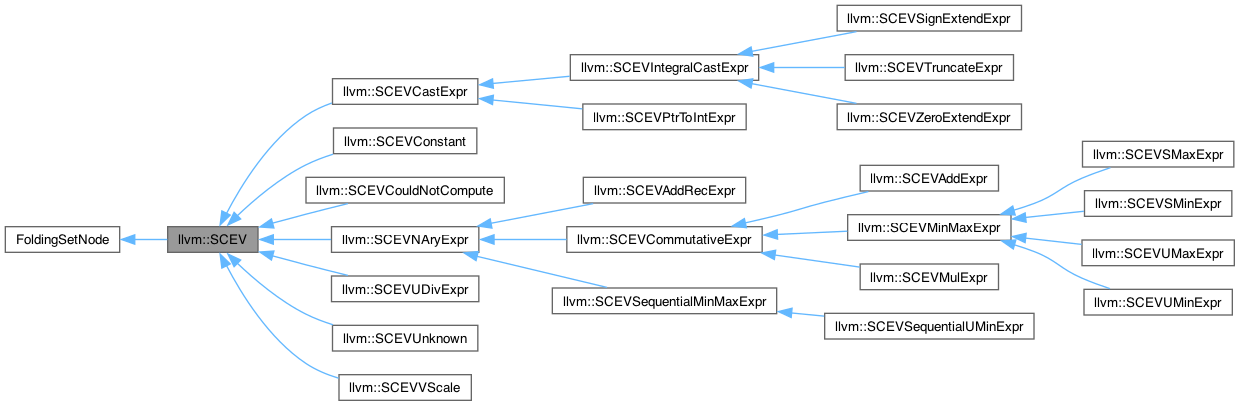 FoldingSetNode
llvm::SCEV
llvm::SCEVCastExpr
llvm::SCEVConstant
llvm::SCEVCouldNotCompute
llvm::SCEVNAryExpr
llvm::SCEVUDivExpr
llvm::SCEVUnknown
llvm::SCEVVScale
llvm::SCEVIntegralCastExpr
llvm::SCEVPtrToIntExpr
llvm::SCEVAddRecExpr
llvm::SCEVCommutativeExpr
llvm::SCEVSequentialMinMaxExpr
llvm::SCEVSignExtendExpr
llvm::SCEVTruncateExpr
llvm::SCEVZeroExtendExpr
llvm::SCEVAddExpr
llvm::SCEVMinMaxExpr
llvm::SCEVMulExpr
llvm::SCEVSequentialUMinExpr
llvm::SCEVSMaxExpr
llvm::SCEVSMinExpr
llvm::SCEVUMaxExpr
llvm::SCEVUMinExpr